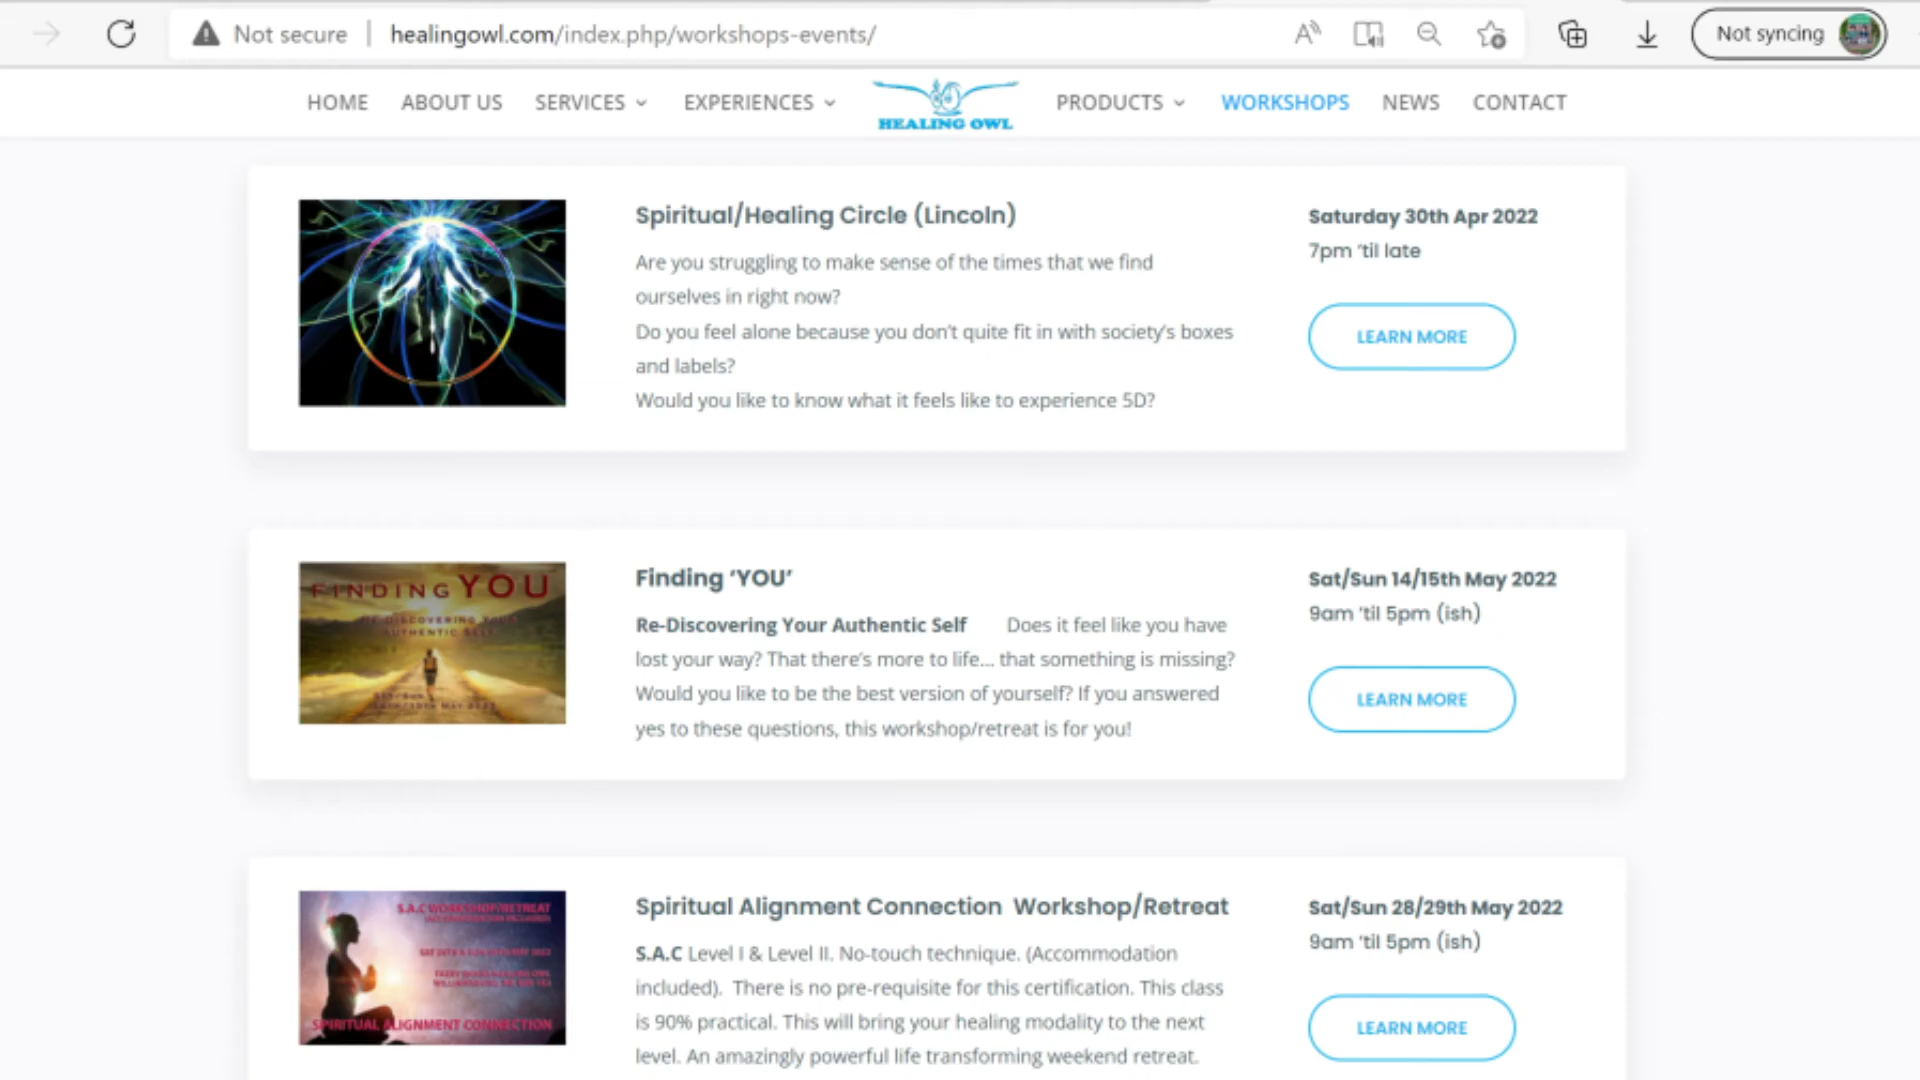 Not secure healingowl.com/index.php/workshops-events/ Not syncing
HOME ABOUT US SERVICES EXPERIENCES HEALING OWL PRODUCTS WORKSHOPS NEWS CONTACT
Spiritual/Healing Circle (Lincoln)
Are you struggling to make sense of the times that we find
ourselves in right now?
Do you feel alone because you don't quite fit in with society's boxes
and labels?
Would you like to know what it feels like to experience 5D?
Saturday 30th Apr 2022
7pm 'til late
LEARN MORE
FINDING YOU
RE-DISCOVERING YOUR
AUTHENTIC SELF
Finding ‘YOU’
Re-Discovering Your Authentic Self Does it feel like you have
lost your way? That there's more to life... that something is missing?
Would you like to be the best version of yourself? If you answered
yes to these questions, this workshop/retreat is for you!
Sat/Sun 14/15th May 2022
9am 'til 5pm (ish)
LEARN MORE
S.A.C WORKSHOP/RETREAT
SPIRITUAL ALIGNMENT CONNECTION
Spiritual Alignment Connection Workshop/Retreat
S.A.C Level I & Level II. No-touch technique. (Accommodation
included). There is no pre-requisite for this certification. This class
is 90% practical. This will bring your healing modality to the next
level. An amazingly powerful life transforming weekend retreat.
Sat/Sun 28/29th May 2022
9am 'til 5pm (ish)
LEARN MORE